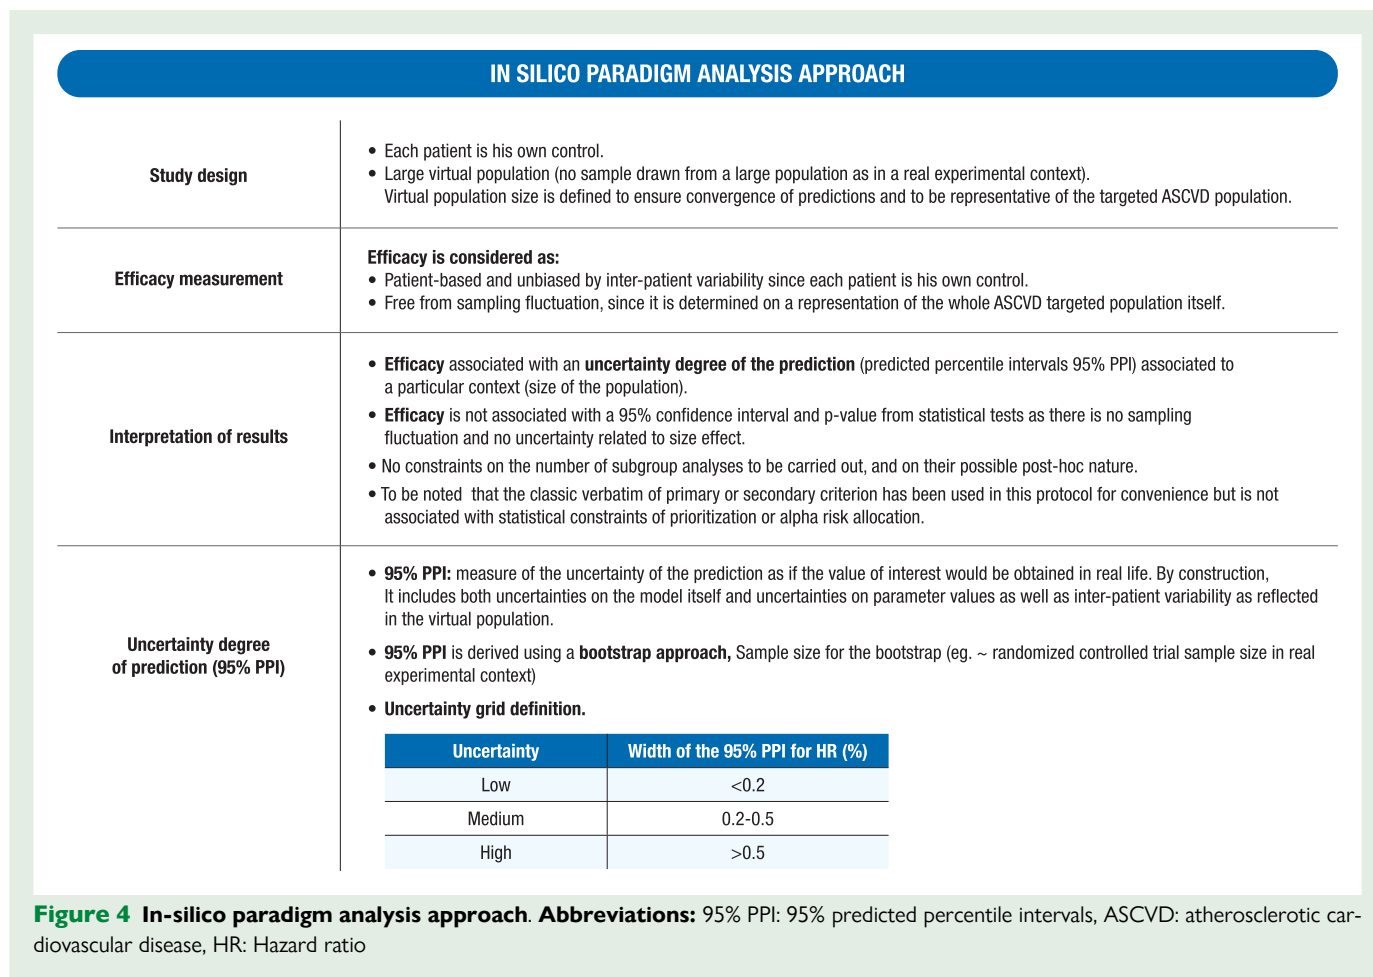 IN SILICO PARADIGM ANALYSIS APPROACH
Study design
• Each patient is his own control.
• Large virtual population (no sample drawn from a large population as in a real experimental context).
Virtual population size is defined to ensure convergence of predictions and to be representative of the targeted ASCVD population.
Efficacy measurement
Efficacy is considered as:
• Patient-based and unbiased by inter-patient variability since each patient is his own control.
• Free from sampling fluctuation, since it is determined on a representation of the whole ASCVD targeted population itself.
Interpretation of results
• Efficacy associated with an uncertainty degree of the prediction (predicted percentile intervals 95% PPI) associated to
a particular context (size of the population).
• Efficacy is not associated with a 95% confidence interval and p-value from statistical tests as there is no sampling
fluctuation and no uncertainty related to size effect.
• No constraints on the number of subgroup analyses to be carried out, and on their possible post-hoc nature.
• To be noted that the classic verbatim of primary or secondary criterion has been used in this protocol for convenience but is not
associated with statistical constraints of prioritization or alpha risk allocation.
Uncertainty degree
of prediction (95% PPI)
• 95% PPI: measure of the uncertainty of the prediction as if the value of interest would be obtained in real life. By construction,
It includes both uncertainties on the model itself and uncertainties on parameter values as well as inter-patient variability as reflected
in the virtual population.
• 95% PPI is derived using a bootstrap approach, Sample size for the bootstrap (eg. ~ randomized controlled trial sample size in real
experimental context)
• Uncertainty grid definition.
Uncertainty Width of the 95% PPI for HR (%)
Low <0.2
Medium 0.2-0.5
High >0.5
Figure 4 In-silico paradigm analysis approach. Abbreviations: 95% PPI: 95% predicted percentile intervals, ASCVD: atherosclerotic car-
diovascular disease, HR: Hazard ratio